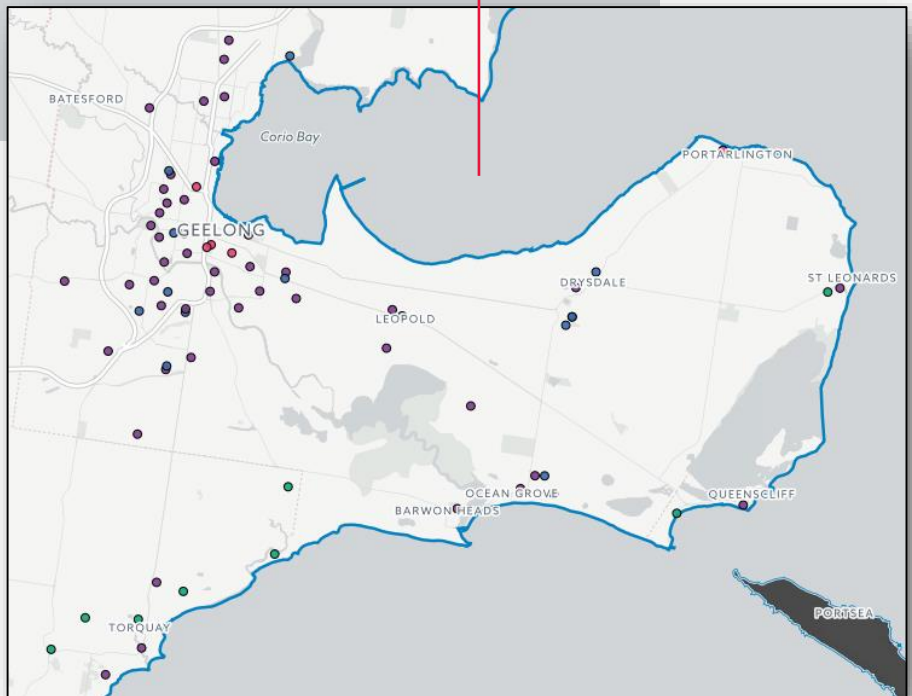 BATESFORD
Corio Bay
PORTARLINGTON
GEELONG
ST LEONARDS
DRYSDALE
LEOPOLD
OCEAN GROVE
QUEENSCLIFF
BARWON HEADS
PORTSEA
TORQUAY